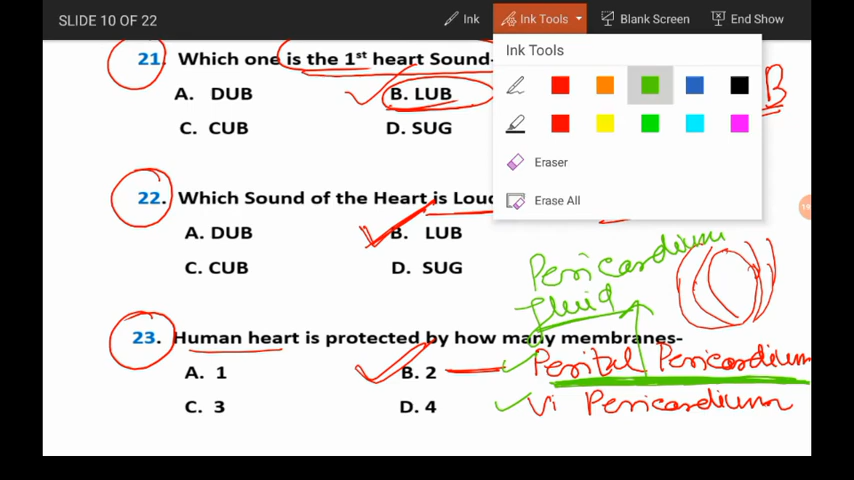 SLIDE 10 OF 22 Ink Ink Tools Blank Screen End Show
Ink Tools
21. Which one is the 1st heart Sound-
A. DUB B. LUB B
C. CUB D. SUG
Eraser
Erase All
22. Which Sound of the Heart is Loud
A. DUB B. LUB
C. CUB D. SUG
Pericardium
fluid
23. Human heart is protected by how many membranes-
A. 1 B. 2 Perital Pericardium
C. 3 D. 4 Vi Pericardium